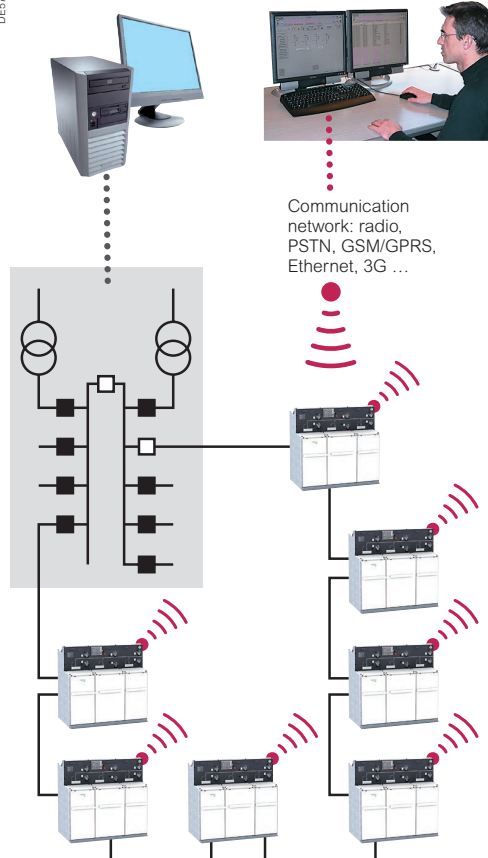 Communication
network: radio,
PSTN, GSM/GPRS,
Ethernet, 3G …